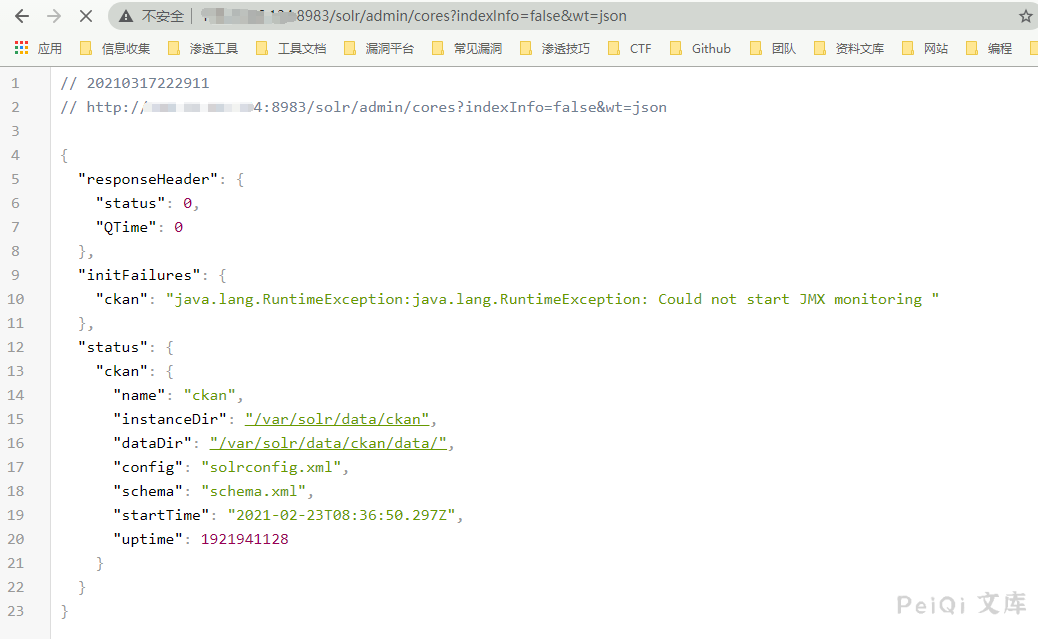 不安全 :8983/solr/admin/cores?indexInfo=false&wt=json
应用 信息收集 渗透工具 工具文档 漏洞平台 常见漏洞 渗透技巧 CTF Github 团队 资料文库 网站 编程
1 // 20210317222911
2 // http://4:8983/solr/admin/cores?indexInfo=false&wt=json
3
4 {
5 "responseHeader": {
6 "status": 0,
7 "QTime": 0
8 },
9 "initFailures": {
10 "ckan": "java.lang.RuntimeException:java.lang.RuntimeException: Could not start JMX monitoring "
11 },
12 "status": {
13 "ckan": {
14 "name": "ckan",
15 "instanceDir": "/var/solr/data/ckan",
16 "dataDir": "/var/solr/data/ckan/data/",
17 "config": "solrconfig.xml",
18 "schema": "schema.xml",
19 "startTime": "2021-02-23T08:36:50.297Z",
20 "uptime": 1921941128
21 }
22 }
23 }
PeiQi 文库